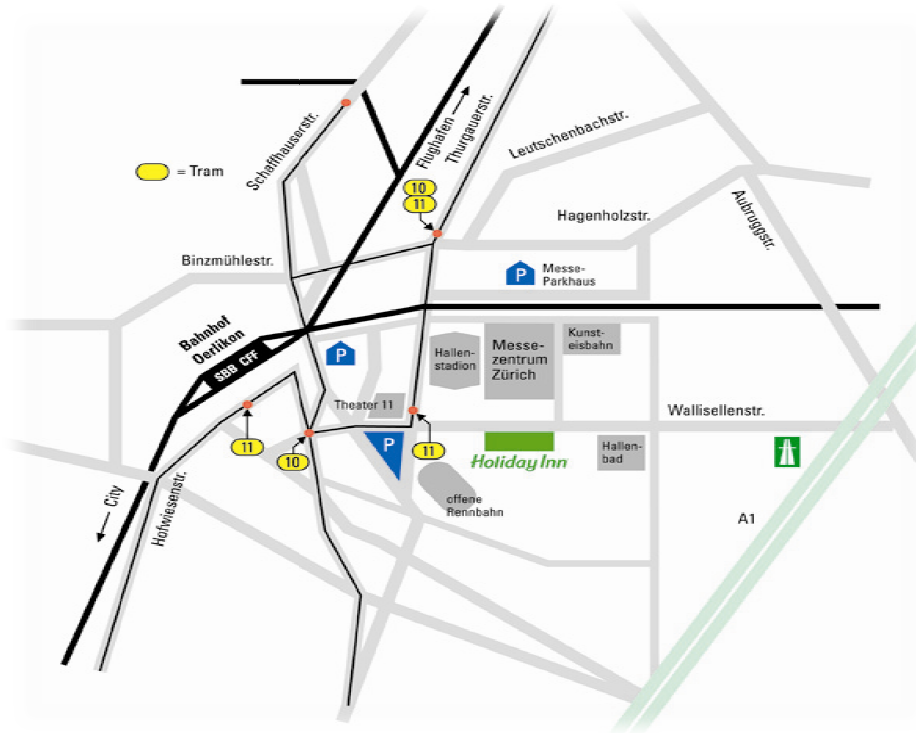 Schaffhauserstr.
= Tram
Flughafen
Thurgauerstr.
Leutschenbachstr.
10
11
Hagenholzstr.
Aubruggstr.
Binzmühlestr.
P
Messe-
Parkhaus
Bahnhof
Oerlikon
SBB CFF
P
Hallen-
stadion
Messe-
zentrum
Zürich
Kunst-
eisbahn
Theater 11
Wallisellenstr.
11
10
P
11
Holiday Inn
Hallen-
bad
City
Hofwiesenstr.
offene
Rennbahn
A1